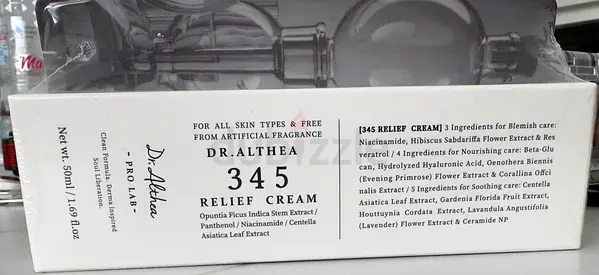 Net wt. 50ml / 1.69 fl.oz
Clean Formula. Derma Inspired
Soul Liberation.
- PRO LAB -
Dr. Althea
FOR ALL SKIN TYPES & FREE
FROM ARTIFICIAL FRAGRANCE
DR.ALTHEA
345
RELIEF CREAM
Opuntia Ficus Indica Stem Extract /
Panthenol / Niacinamide / Centella
Asiatica Leaf Extract
[345 RELIEF CREAM] 3 Ingredients for Blemish care:
Niacinamide, Hibiscus Sabdariffa Flower Extract & Res
veratrol / 4 Ingredients for Nourishing care: Beta-Glu
can, Hydrolyzed Hyaluronic Acid, Oenothera Biennis
(Evening Primrose) Flower Extract & Corallina Offici
nalis Extract / 5 Ingredients for Soothing care: Centella
Asiatica Leaf Extract, Gardenia Florida Fruit Extract,
Houttuynia Cordata Extract, Lavandula Angustifolia
(Lavender) Flower Extract & Ceramide NP
dubizzle